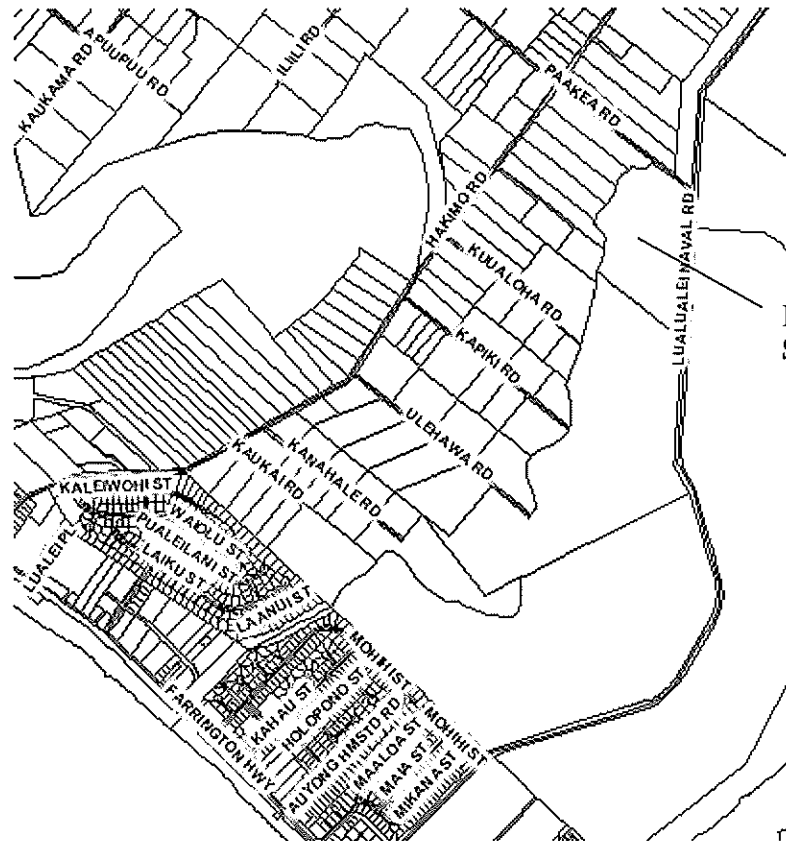 APUUPUU RD
KAUKAMA RD
ILIILI RD
PAAKEA RD
HAKIMO RD
LUALUALEI NAVAL RD
KUUALOHA RD
KAPIKI RD
ULEHAWA RD
KANAHALE RD
KAUKAI RD
KALEIWOHI ST
WAIOLU ST
PUALEILANI ST
LAIKU ST
LUALEI PL
LAANUI ST
MOHIHI ST
MOHIHI ST
KAHAU ST
HOLOPONO ST
AUYONG HMSTD RD
MAALOA ST
MAIA ST
MIKANA ST
FARRINGTON HWY